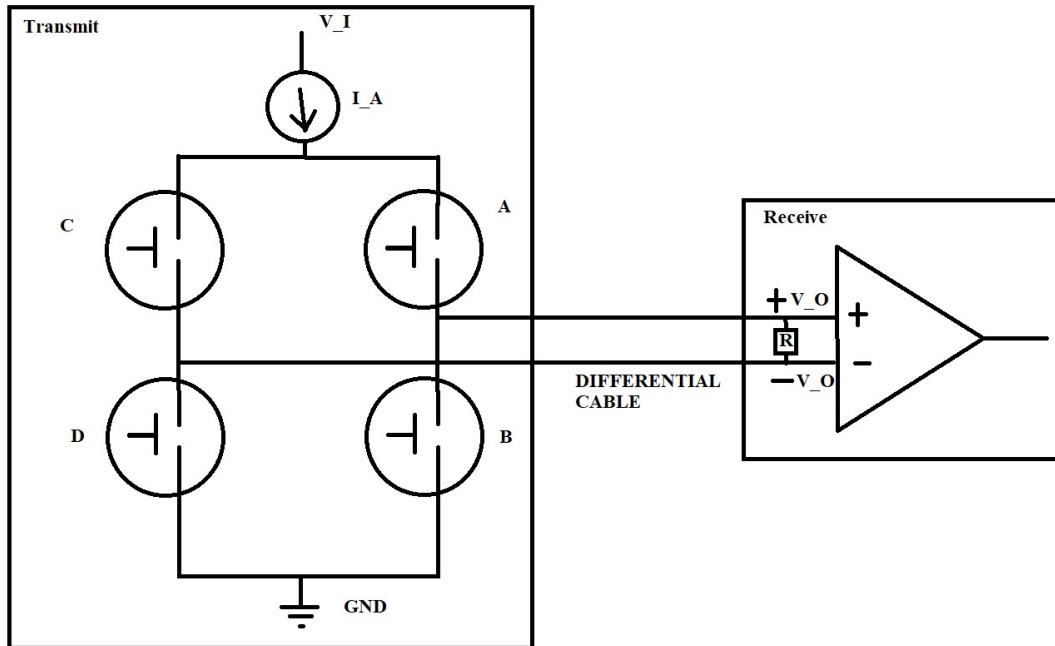 Transmit
V_I
I_A
C
A
Receive
+ V_O
+
R
−
DIFFERENTIAL
CABLE
− V_O
D
B
GND